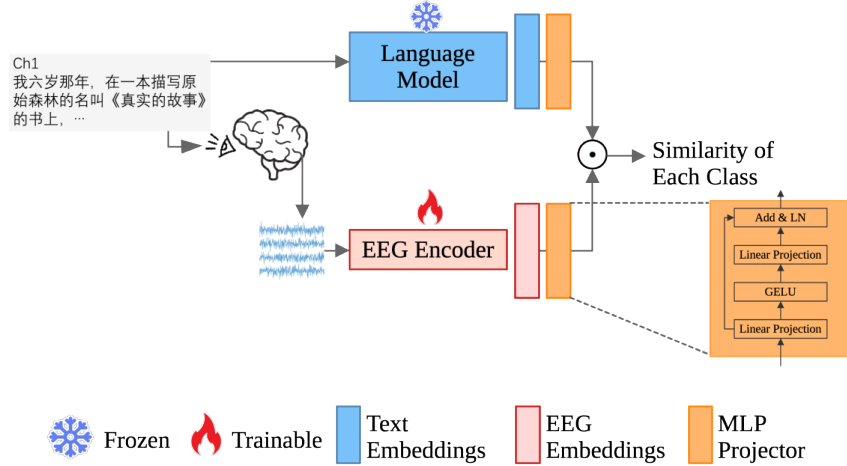 Ch1
我六岁那年，在一本描写原
始森林的名叫《真实的故事》
的书上，…
Language
Model
Similarity of
Each Class
EEG Encoder
Add & LN
Linear Projection
GELU
Linear Projection
Frozen
Trainable
Text
Embeddings
EEG
Embeddings
MLP
Projector